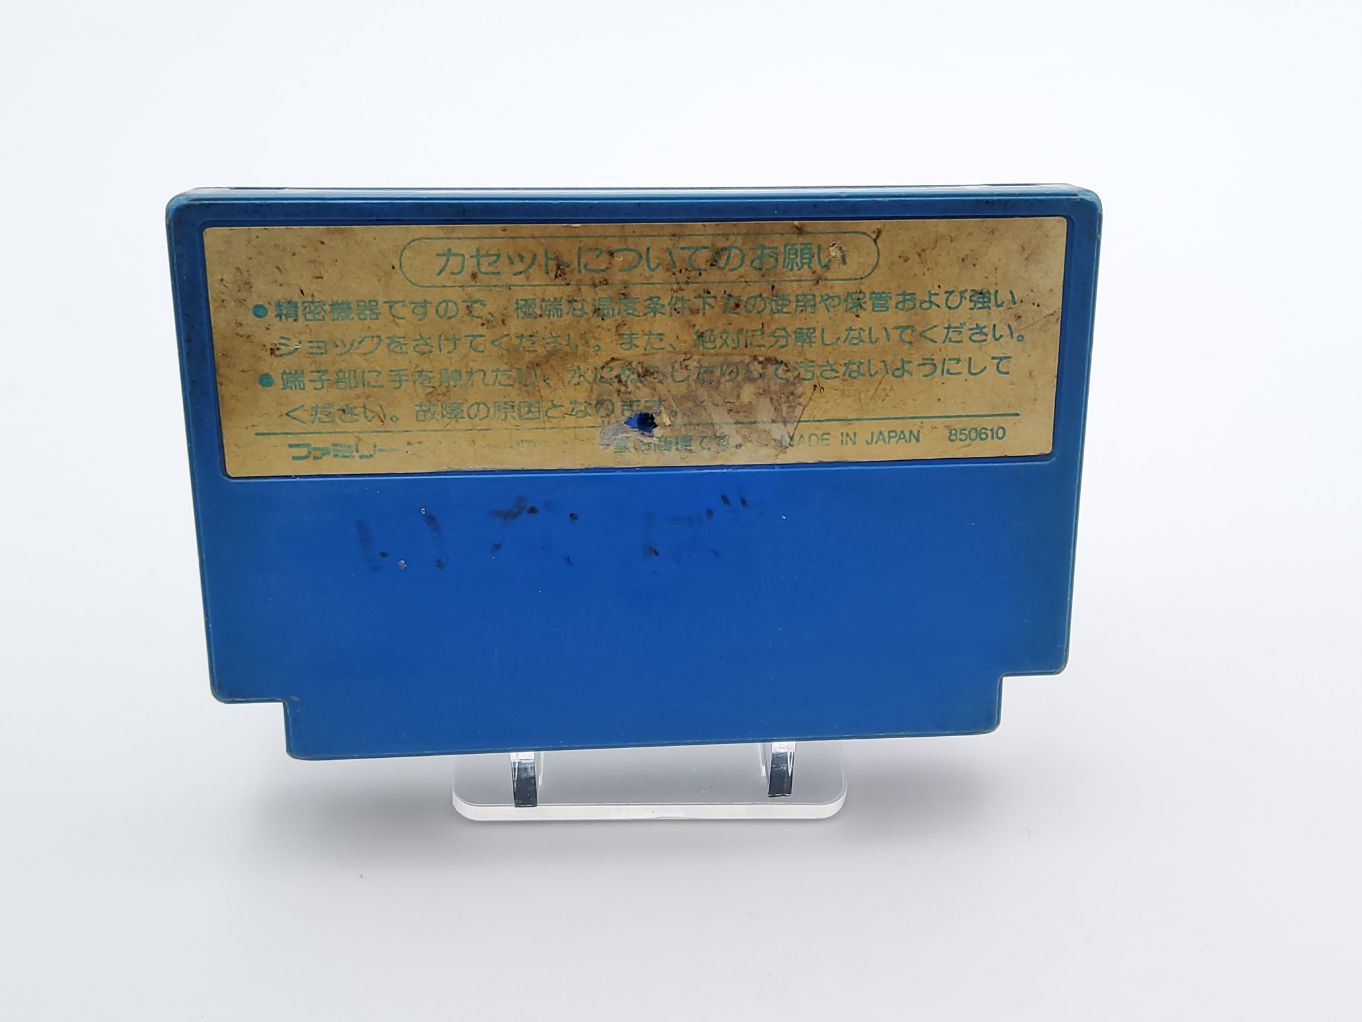 カセットについてのお願い
●精密機器ですので、極端な温度条件下での使用や保管および強い
ショックをさけてください。また、絶対に分解しないでください。
●端子部に手を触れたり、水にぬらしたりして汚さないようにして
ください。故障の原因となります。
ファミリー 商標です。 MADE IN JAPAN 850610